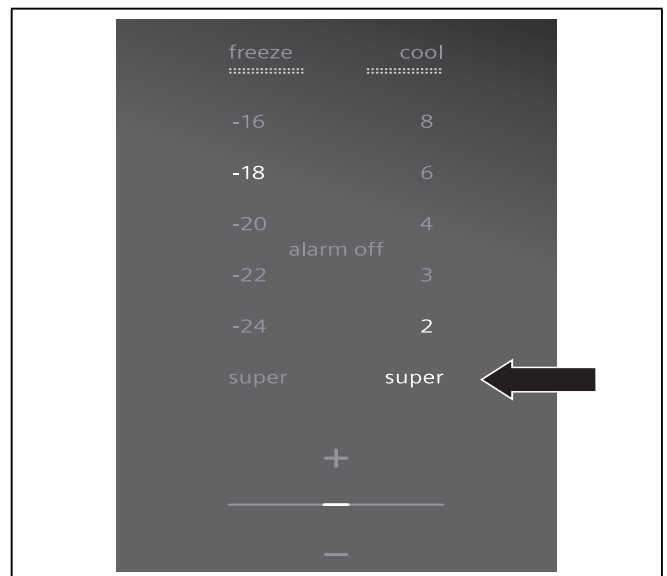 freeze cool
-16 8
-18 6
-20 4
alarm off
-22 3
-24 2
super super
+
—